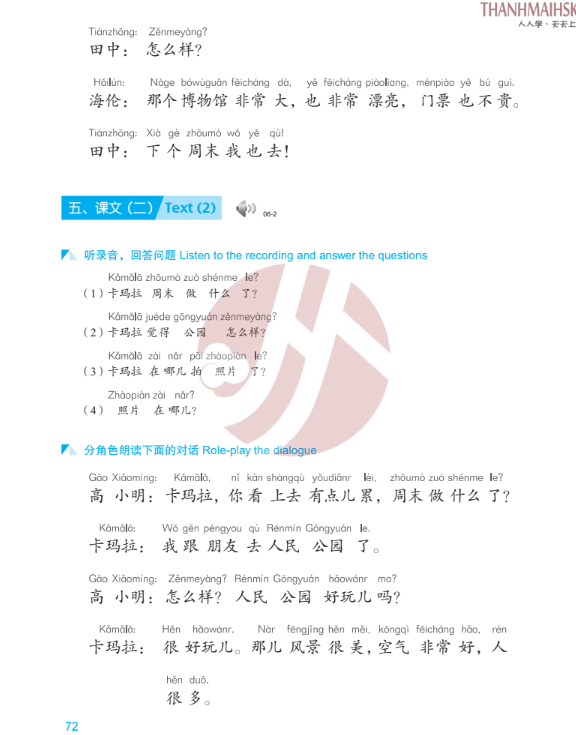 THANHMAIHSK
人人學·天天上
Tiánzhōng: Zěnmeyàng?
田中： 怎么样？
Hǎilún: Nàge bówùguǎn fēicháng dà, yě fēicháng piàoliang, ménpiào yě bú guì.
海伦： 那个 博物馆 非常 大，也 非常 漂亮， 门票 也 不 贵。
Tiánzhōng: Xià gè zhōumò wǒ yě qù!
田中： 下 个 周末 我 也 去！
五、课文（二） Text (2) 06-2
听录音，回答问题 Listen to the recording and answer the questions
Kǎmǎlā zhōumò zuò shénme le?
（1）卡玛拉 周末 做 什么 了？
Kǎmǎlā juéde gōngyuán zěnmeyàng?
（2）卡玛拉 觉得 公园 怎么样？
Kǎmǎlā zài nǎr pāi zhàopiàn le?
（3）卡玛拉 在 哪儿 拍 照片 了？
Zhàopiàn zài nǎr?
（4） 照片 在 哪儿？
分角色朗读下面的对话 Role-play the dialogue
Gāo Xiǎomíng: Kǎmǎlā, nǐ kàn shàngqù yǒudiǎnr lèi, zhōumò zuò shénme le?
高 小明：卡玛拉，你 看 上去 有点儿 累，周末 做 什么 了？
Kǎmǎlā: Wǒ gēn péngyou qù Rénmín Gōngyuán le.
卡玛拉： 我 跟 朋友 去 人民 公园 了。
Gāo Xiǎomíng: Zěnmeyàng? Rénmín Gōngyuán hǎowánr ma?
高 小明：怎么样？ 人民 公园 好玩儿 吗？
Kǎmǎlā: Hěn hǎowánr. Nàr fēngjǐng hěn měi, kōngqì fēicháng hǎo, rén
卡玛拉： 很 好玩儿。那儿 风景 很 美，空气 非常 好，人
hěn duō.
很 多。
72